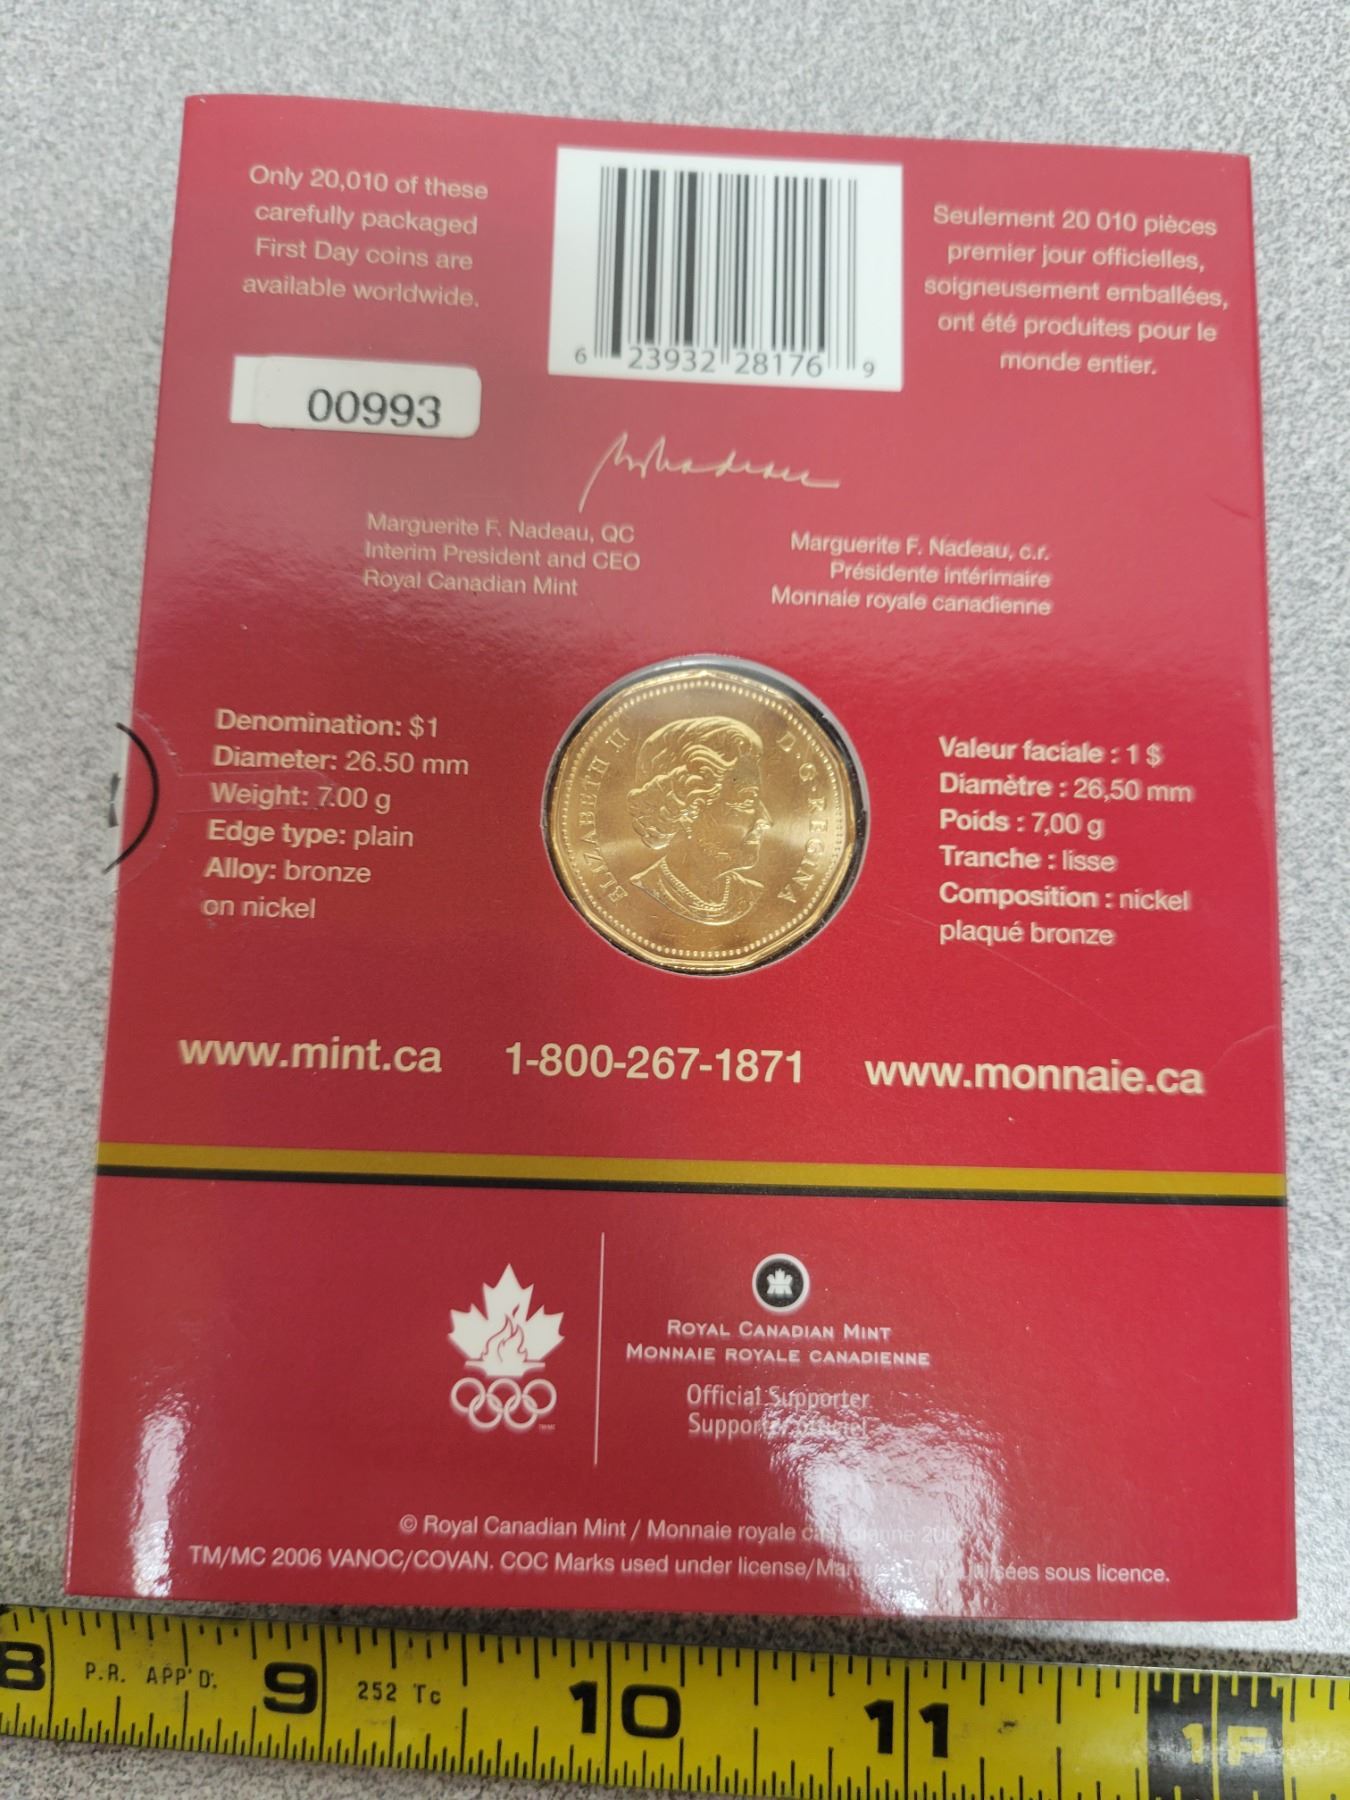 Only 20,010 of these
carefully packaged
First Day coins are
available worldwide.
6 23932 28176 9
Seulement 20 010 pièces
premier jour officielles,
soigneusement emballées,
ont été produites pour le
monde entier.
00993
Marguerite F. Nadeau, QC
Interim President and CEO
Royal Canadian Mint
Marguerite F. Nadeau, c.r.
Présidente intérimaire
Monnaie royale canadienne
Denomination: $1
Diameter: 26.50 mm
Weight: 7.00 g
Edge type: plain
Alloy: bronze
on nickel
ELIZABETH II D·G·REGINA
Valeur faciale : 1 $
Diamètre : 26,50 mm
Poids : 7,00 g
Tranche : lisse
Composition : nickel
plaqué bronze
www.mint.ca 1-800-267-1871 www.monnaie.ca
ROYAL CANADIAN MINT
MONNAIE ROYALE CANADIENNE
Official Supporter
© Royal Canadian Mint / Monnaie royale
TM/MC 2006 VANOC/COVAN. COC Marks used under license/ sous licence.
8 P.R. APP'D. 9 252 Tc 10 11 1F